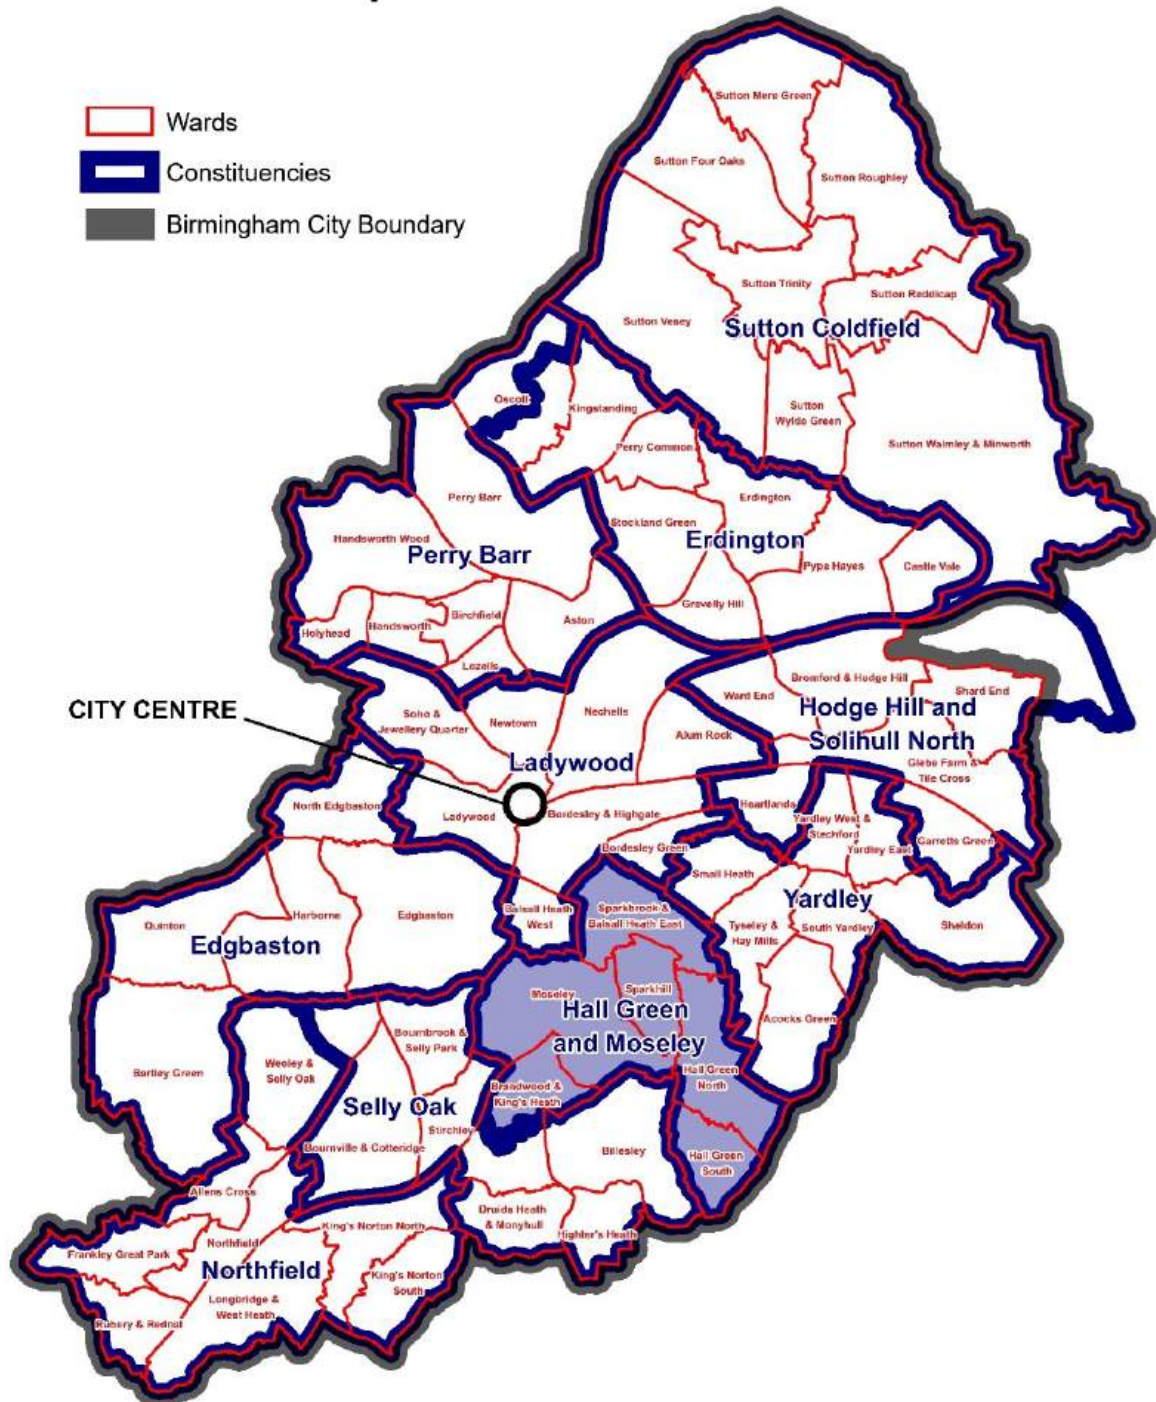 Wards
Constituencies
Birmingham City Boundary
Sutton Mere Green
Sutton Four Oaks
Sutton Roughley
Sutton Trinity
Sutton Reddicap
Sutton Vesey
Sutton Coldfield
Oscott
Kingstanding
Sutton
Wylde Green
Sutton Walmley & Minworth
Perry Common
Perry Barr
Erdington
Stockland Green
Handsworth Wood
Perry Barr
Erdington
Pype Hayes
Castle Vale
Gravelly Hill
Holyhead
Handsworth
Birchfield
Aston
Lozells
Bromford & Hodge Hill
Ward End
Shard End
Hodge Hill and
Solihull North
CITY CENTRE
Soho &
Jewellery Quarter
Newtown
Nechells
Alum Rock
Ladywood
Glebe Farm &
Tile Cross
North Edgbaston
Ladywood
Bordesley & Highgate
Heartlands
Yardley West &
Stechford
Yardley East
Garretts Green
Bordesley Green
Small Heath
Yardley
Quinton
Harborne
Edgbaston
Edgbaston
Balsall Heath
West
Sparkbrook &
Balsall Heath East
Tyseley &
Hay Mills
South Yardley
Sheldon
Moseley
Sparkhill
Hall Green
and Moseley
Acocks Green
Bartley Green
Weoley &
Selly Oak
Bournbrook &
Selly Park
Selly Oak
Brandwood &
King's Heath
Hall Green
North
Stirchley
Bournville & Cotteridge
Billesley
Hall Green
South
Allens Cross
Druids Heath
& Monyhull
Highter's Heath
King's Norton North
Northfield
Frankley Great Park
Northfield
King's Norton
South
Longbridge &
West Heath
Rubery & Rednal